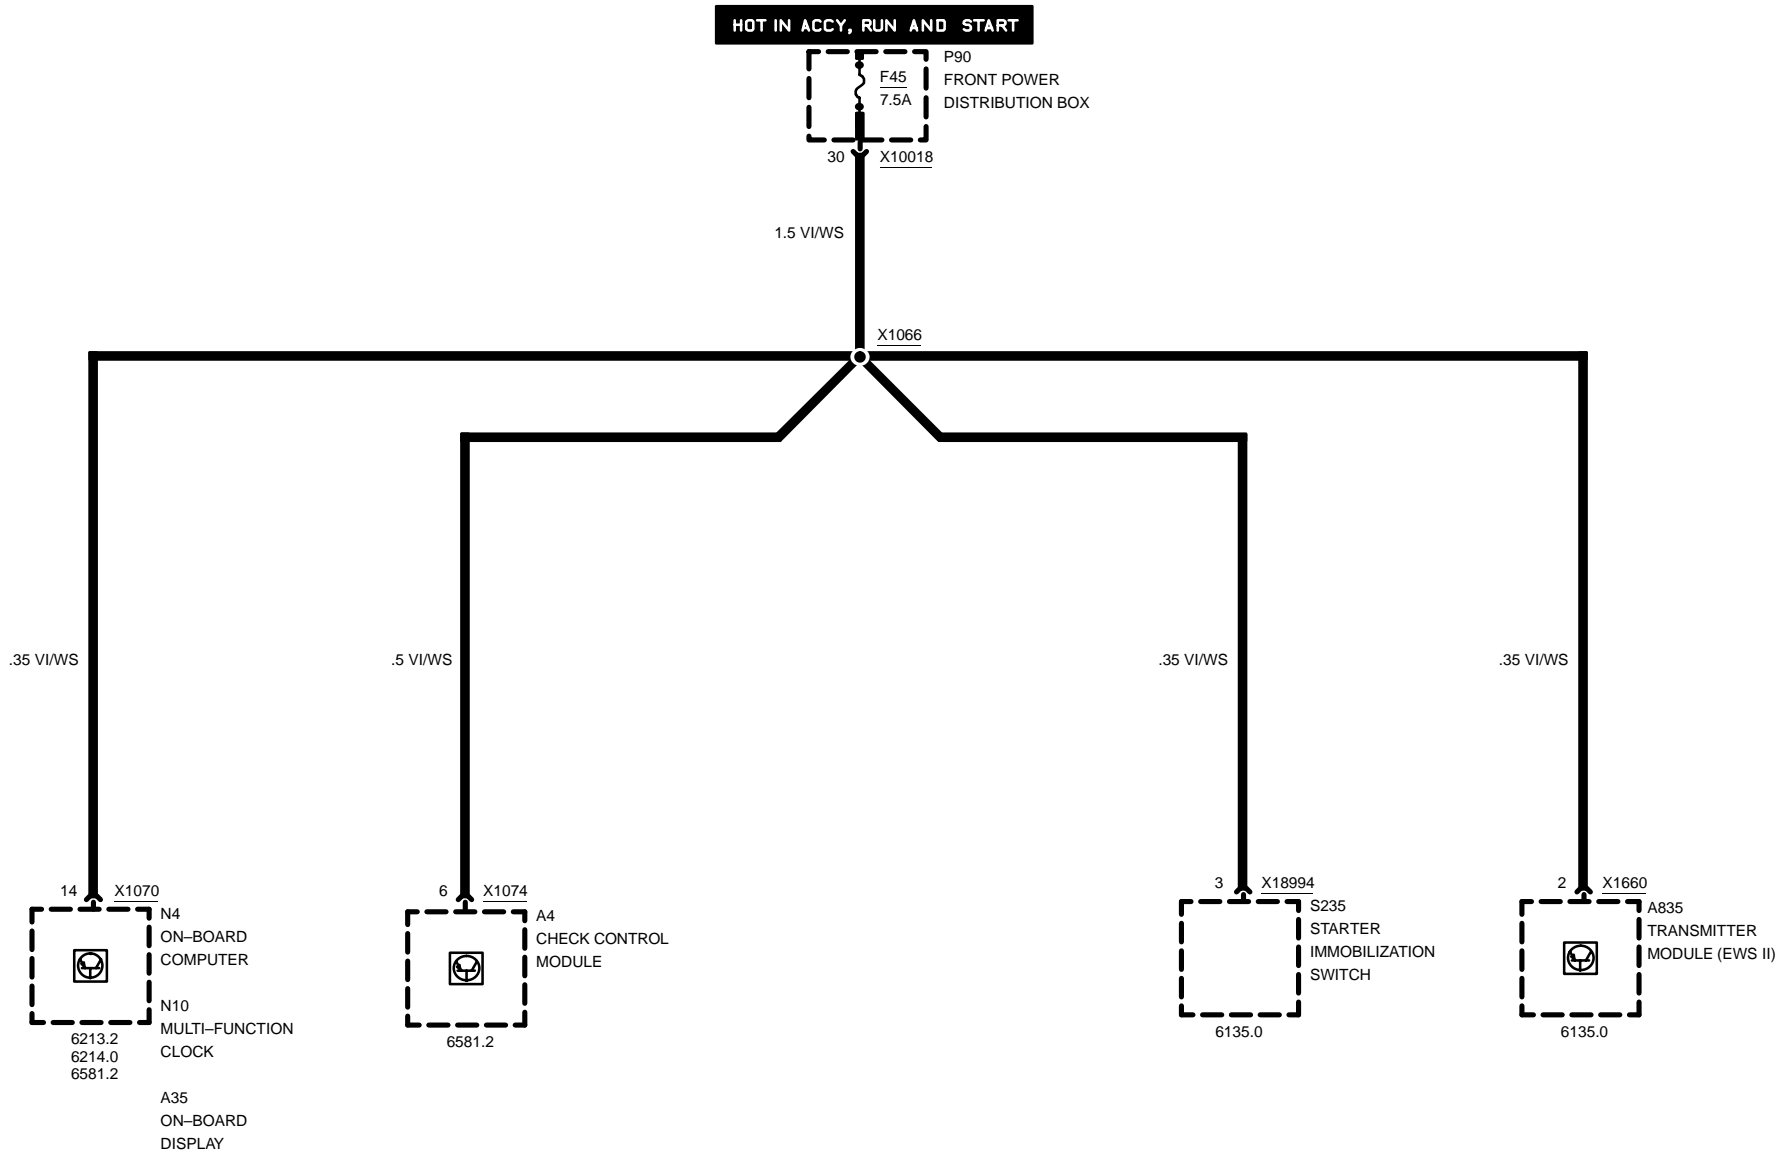 HOT IN ACCY, RUN AND START
P90
FRONT POWER
DISTRIBUTION BOX
F45
7.5A
30 X10018
1.5 VI/WS
X1066
.35 VI/WS
.5 VI/WS
.35 VI/WS
.35 VI/WS
14 X1070
N4
ON–BOARD
COMPUTER
N10
MULTI–FUNCTION
CLOCK
A35
ON–BOARD
DISPLAY
6213.2
6214.0
6581.2
6 X1074
A4
CHECK CONTROL
MODULE
6581.2
3 X18994
S235
STARTER
IMMOBILIZATION
SWITCH
6135.0
2 X1660
A835
TRANSMITTER
MODULE (EWS II)
6135.0